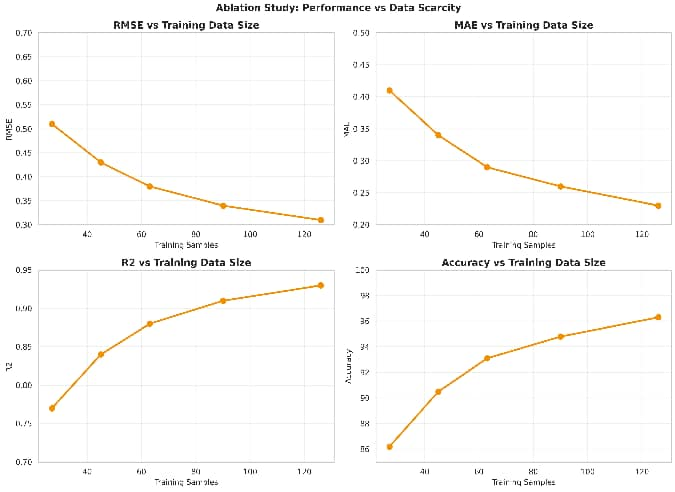 Ablation Study: Performance vs Data Scarcity
RMSE vs Training Data Size
0.70
0.65
0.60
0.55
0.50
0.45
0.40
0.35
0.30
RMSE
40 60 80 100 120
Training Samples
MAE vs Training Data Size
0.50
0.45
0.40
0.35
0.30
0.25
0.20
MAE
40 60 80 100 120
Training Samples
R2 vs Training Data Size
0.95
0.90
0.85
0.80
0.75
0.70
R2
40 60 80 100 120
Training Samples
Accuracy vs Training Data Size
100
98
96
94
92
90
88
86
Accuracy
40 60 80 100 120
Training Samples